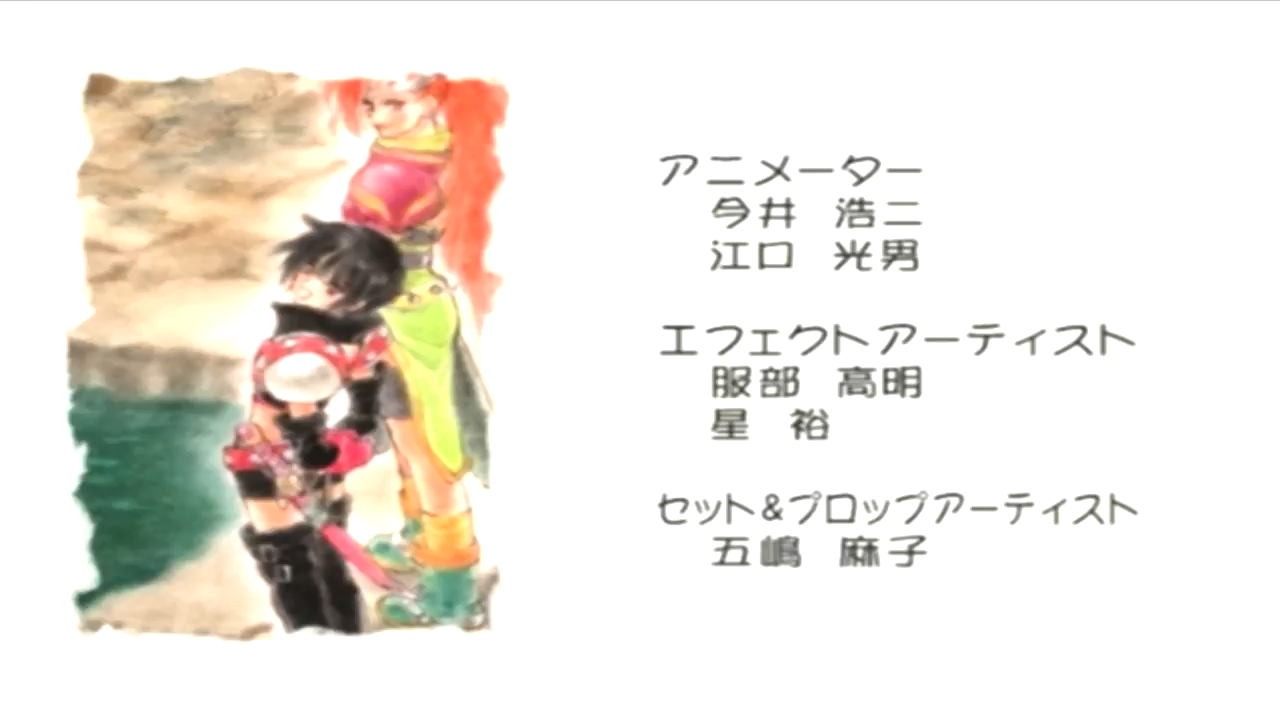 アニメーター
今井 浩二
江口 光男
エフェクトアーティスト
服部 高明
星 裕
セット&プロップアーティスト
五嶋 麻子